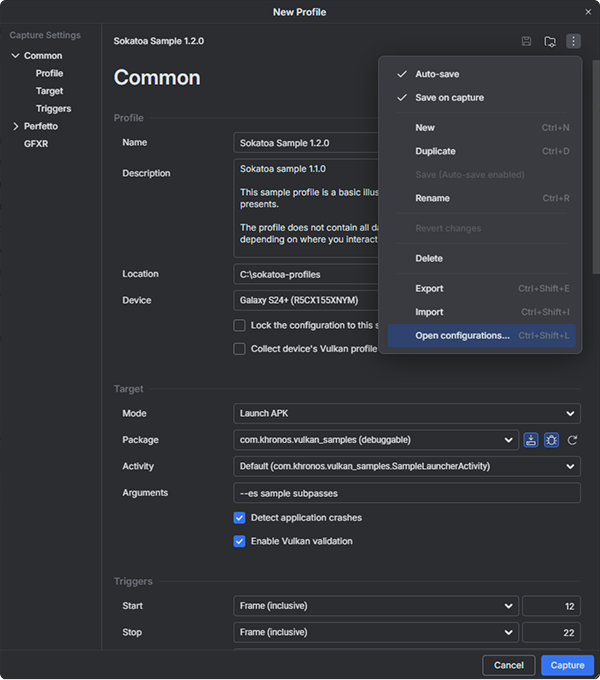 New Profile
Capture Settings
Common
Profile
Target
Triggers
Perfetto
GFXR
Sokatoa Sample 1.2.0
Common
Profile
Name
Sokatoa Sample 1.2.0
Description
Sokatoa sample 1.1.0
This sample profile is a basic illus
presents.
The profile does not contain all da
depending on where you interact
Location
C:\sokatoa-profiles
Device
Galaxy S24+ (R5CX155XNYM)
Lock the configuration to this s
Collect device's Vulkan profile
Auto-save
Save on capture
New Ctrl+N
Duplicate Ctrl+D
Save (Auto-save enabled)
Rename Ctrl+R
Revert changes
Delete
Export Ctrl+Shift+E
Import Ctrl+Shift+I
Open configurations... Ctrl+Shift+L
Target
Mode
Launch APK
Package
com.khronos.vulkan_samples (debuggable)
Activity
Default (com.khronos.vulkan_samples.SampleLauncherActivity)
Arguments
--es sample subpasses
Detect application crashes
Enable Vulkan validation
Triggers
Start
Frame (inclusive)
12
Stop
Frame (inclusive)
22
Cancel
Capture